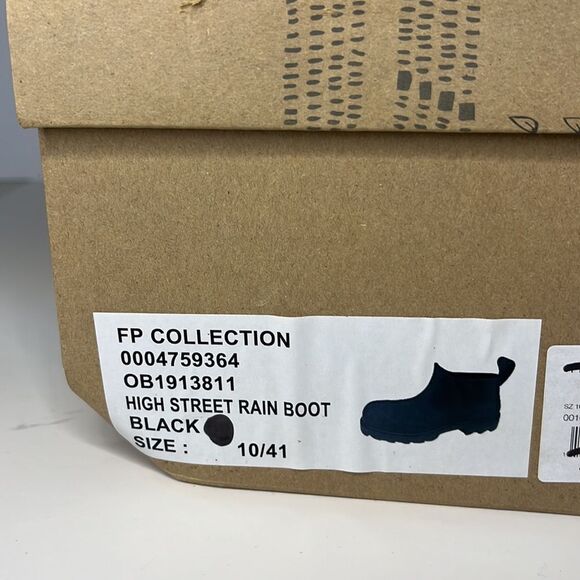 FP COLLECTION
0004759364
OB1913811
HIGH STREET RAIN BOOT
BLACK
SIZE : 10/41